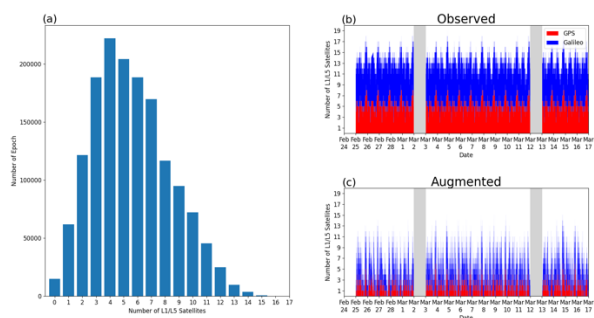 (a)
200000
150000
100000
50000
0
Number of Epoch
0 1 2 3 4 5 6 7 8 9 10 11 12 13 14 15 16 17
Number of L1/L5 Satellites
(b) Observed
GPS
Galileo
19
17
15
13
11
9
7
5
3
1
Number of L1/L5 Satellites
Feb Feb Feb Feb Feb Mar Mar Mar Mar Mar Mar Mar Mar Mar Mar Mar Mar Mar Mar Mar Mar Mar
24 25 26 27 28 1 2 3 4 5 6 7 8 9 10 11 12 13 14 15 16 17
Date
(c) Augmented
19
17
15
13
11
9
7
5
3
1
Number of L1/L5 Satellites
Feb Feb Feb Feb Feb Mar Mar Mar Mar Mar Mar Mar Mar Mar Mar Mar Mar Mar Mar Mar Mar Mar
24 25 26 27 28 1 2 3 4 5 6 7 8 9 10 11 12 13 14 15 16 17
Date